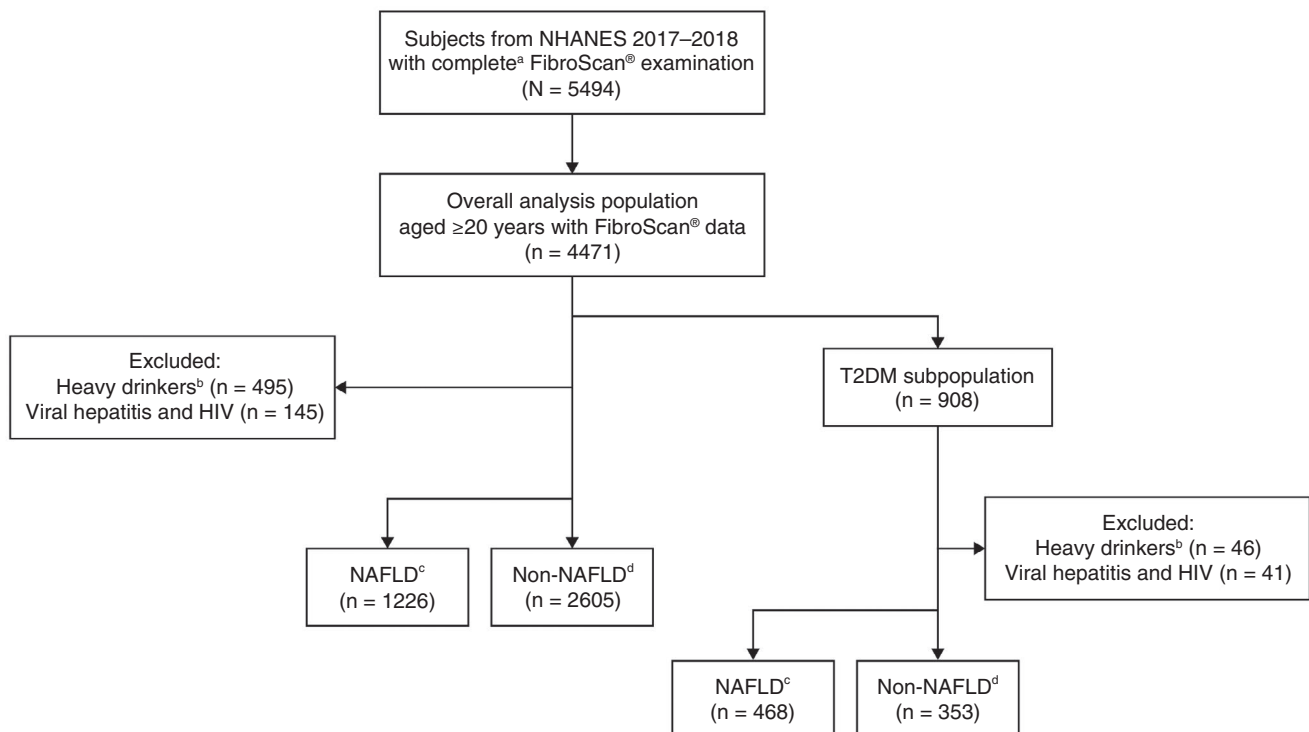 Subjects from NHANES 2017–2018
with completeᵃ FibroScan® examination
(N = 5494)
Overall analysis population
aged ≥20 years with FibroScan® data
(n = 4471)
Excluded:
Heavy drinkersᵇ (n = 495)
Viral hepatitis and HIV (n = 145)
T2DM subpopulation
(n = 908)
NAFLDᶜ
(n = 1226)
Non-NAFLDᵈ
(n = 2605)
Excluded:
Heavy drinkersᵇ (n = 46)
Viral hepatitis and HIV (n = 41)
NAFLDᶜ
(n = 468)
Non-NAFLDᵈ
(n = 353)